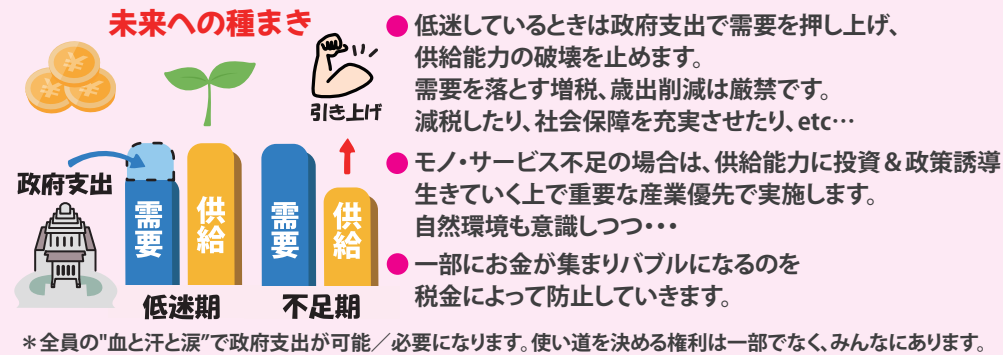 未来への種まき
引き上げ
政府支出
需要
供給
需要
供給
低迷期
不足期
● 低迷しているときは政府支出で需要を押し上げ、
供給能力の破壊を止めます。
需要を落とす増税、歳出削減は厳禁です。
減税したり、社会保障を充実させたり、etc…
● モノ・サービス不足の場合は、供給能力に投資＆政策誘導
生きていく上で重要な産業優先で実施します。
自然環境も意識しつつ・・・
● 一部にお金が集まりバブルになるのを
税金によって防止していきます。
＊全員の"血と汗と涙”で政府支出が可能／必要になります。使い道を決める権利は一部でなく、みんなにあります。